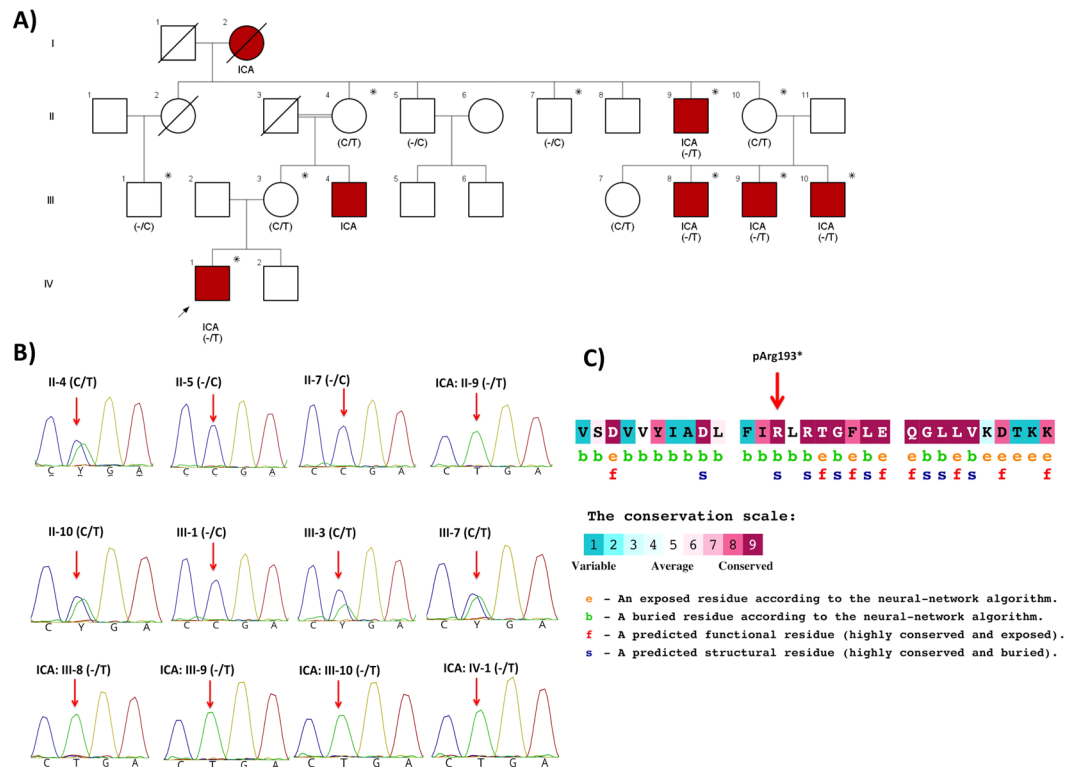 A)
I
1
2
ICA
II
1
2
3
4
*
5
6
7
*
8
9
*
10
*
11
(C/T)
(-/C)
(-/C)
ICA
(-/T)
(C/T)
III
1
*
2
3
*
4
5
6
7
8
*
9
*
10
*
(-/C)
(C/T)
ICA
(C/T)
ICA
(-/T)
ICA
(-/T)
ICA
(-/T)
IV
1
*
2
ICA
(-/T)
B)
II-4 (C/T)
II-5 (-/C)
II-7 (-/C)
ICA: II-9 (-/T)
C Y G A
C C G A
C C G A
C T G A
II-10 (C/T)
III-1 (-/C)
III-3 (C/T)
III-7 (C/T)
C Y G A
C C G A
C Y G A
C Y G A
ICA: III-8 (-/T)
ICA: III-9 (-/T)
ICA: III-10 (-/T)
ICA: IV-1 (-/T)
C T G A
C T G A
C T G A
C T G A
C)
pArg193*
V S D V V Y I A D L F I R L R T G F L E Q G L L V K D T K K
b b e b b b b b b b b b b b b e e b e b e e b b e b e e e e e
f s s s f s f s f f s s f s f f
The conservation scale:
1 2 3 4 5 6 7 8 9
Variable Average Conserved
e - An exposed residue according to the neural-network algorithm.
b - A buried residue according to the neural-network algorithm.
f - A predicted functional residue (highly conserved and exposed).
s - A predicted structural residue (highly conserved and buried).